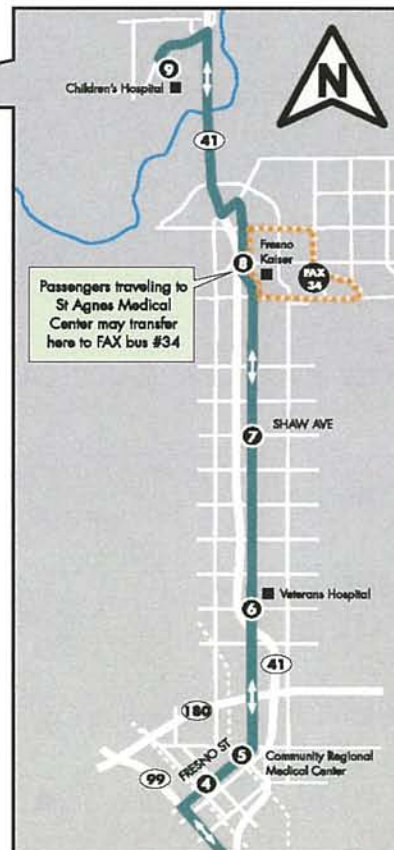 N
9
Children's Hospital
41
Fresno
Kaiser
8
FAX
34
Passengers traveling to
St Agnes Medical
Center may transfer
here to FAX bus #34
SHAW AVE
7
Veterans Hospital
6
41
180
FRESNO ST
5
Community Regional
Medical Center
99
4